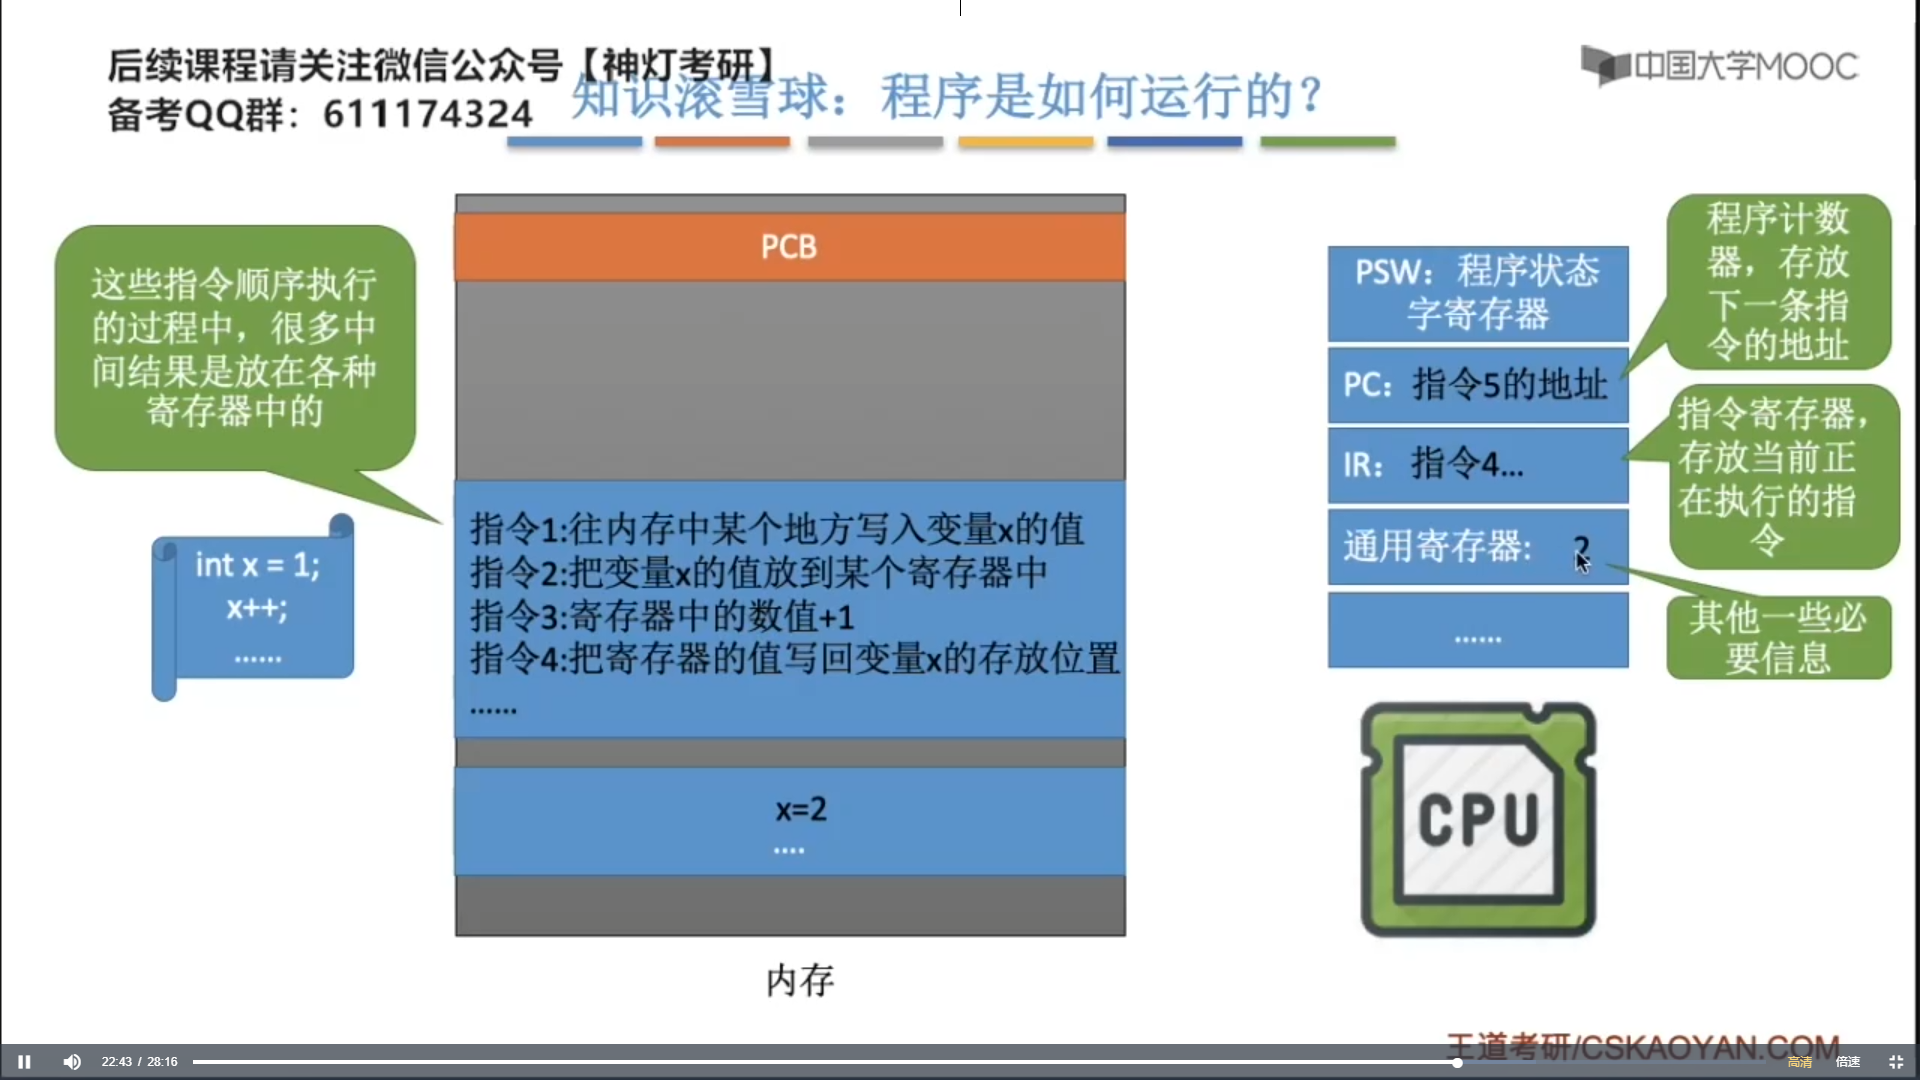 后续课程请关注微信公众号【神灯考研】
备考QQ群：611174324
知识滚雪球：程序是如何运行的？
中国大学MOOC
这些指令顺序执行
的过程中，很多中
间结果是放在各种
寄存器中的
int x = 1;
x++;
......
PCB
指令1:往内存中某个地方写入变量x的值
指令2:把变量x的值放到某个寄存器中
指令3:寄存器中的数值+1
指令4:把寄存器的值写回变量x的存放位置
......
x=2
....
内存
PSW：程序状态
字寄存器
PC：指令5的地址
IR：指令4...
通用寄存器：2
......
程序计数
器，存放
下一条指
令的地址
指令寄存器，
存放当前正
在执行的指
令
其他一些必
要信息
CPU
王道考研/CSKAOYAN.COM
22:43 / 28:16
高清
倍速